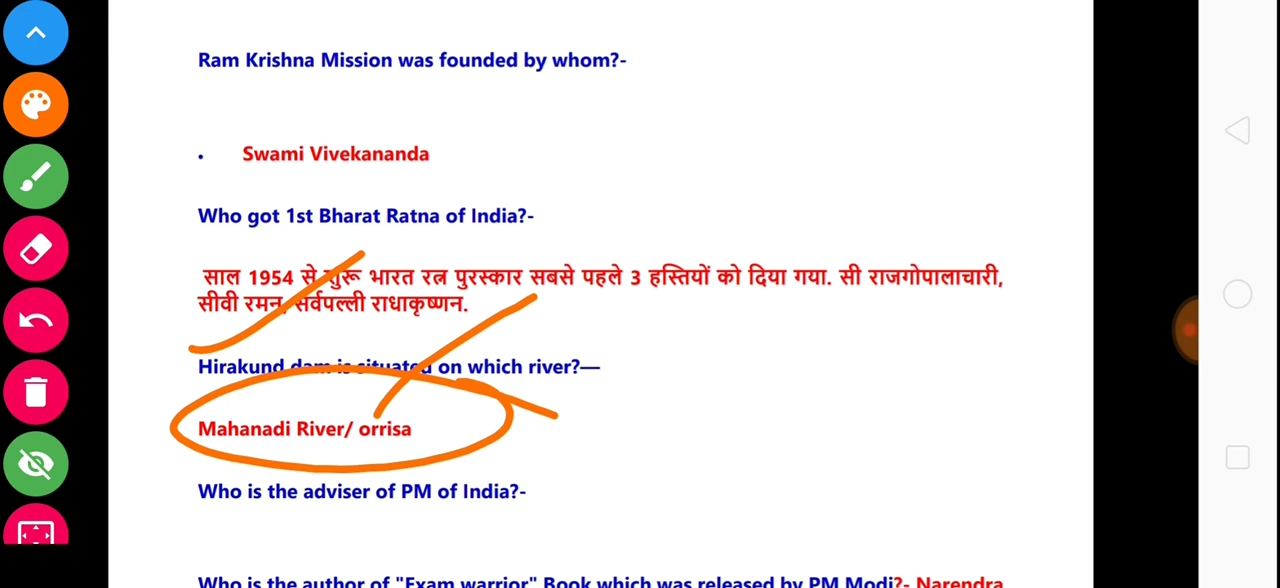 Ram Krishna Mission was founded by whom?-
• Swami Vivekananda
Who got 1st Bharat Ratna of India?-
साल 1954 से शुरू भारत रत्न पुरस्कार सबसे पहले 3 हस्तियों को दिया गया. सी राजगोपालाचारी,
सीवी रमन, सर्वपल्ली राधाकृष्णन.
Hirakund dam is situated on which river?—
Mahanadi River/ orrisa
Who is the adviser of PM of India?-
Who is the author of "Exam warrior" Book which was released by PM Modi?- Narendra